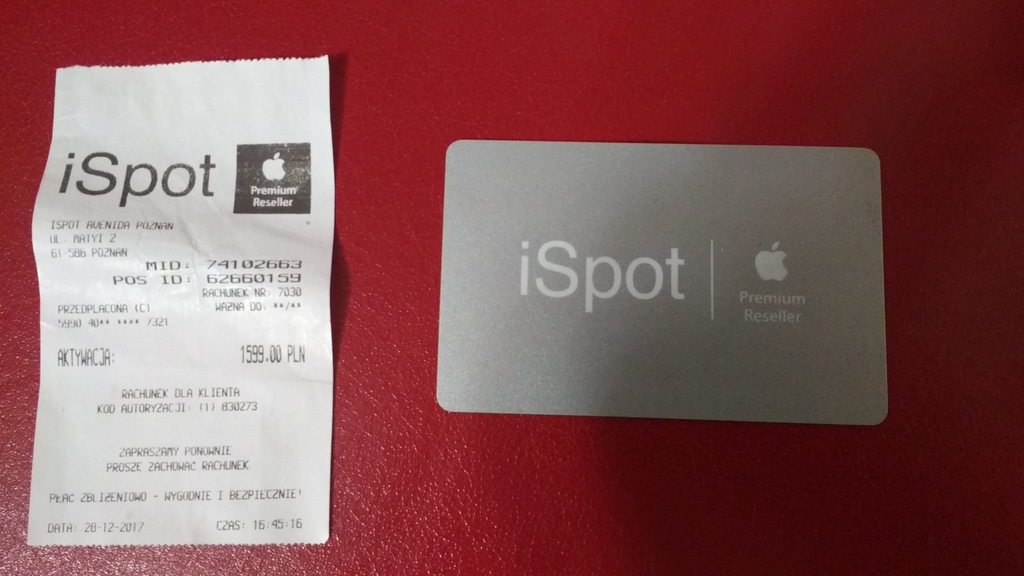 iSpot
Premium
Reseller
ISPOT AVENIDA POZNAN
UL. MATYI 2
61-586 POZNAN
MID: 74102663
POS ID: 62660159
RACHUNEK NR: 7030
PRZEDPLACONA (C) WAZNA DO: **/**
5990 40** **** 7321
AKTYWACJA: 1599.00 PLN
RACHUNEK DLA KLIENTA
KOD AUTORYZACJI: (1) 830273
ZAPRASZAMY PONOWNIE
PROSZE ZACHOWAC RACHUNEK
PŁAC ZBLIZENIOWO - WYGODNIE I BEZPIECZNIE!
DATA: 28-12-2017 CZAS: 16:45:16
iSpot
Premium
Reseller